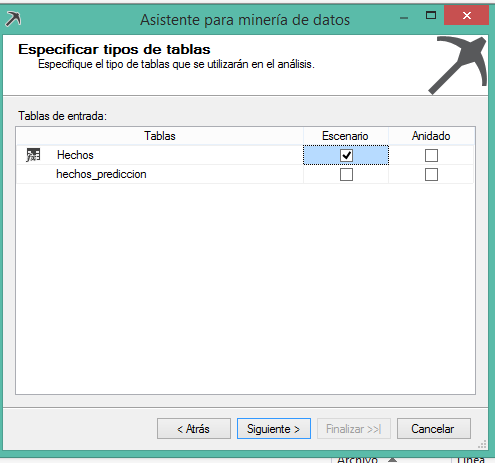 Asistente para minería de datos
Especificar tipos de tablas
Especifique el tipo de tablas que se utilizarán en el análisis.
Tablas de entrada:
Tablas Escenario Anidado
Hechos
hechos_prediccion
< Atrás Siguiente > Finalizar >>| Cancelar
Archivo Línea